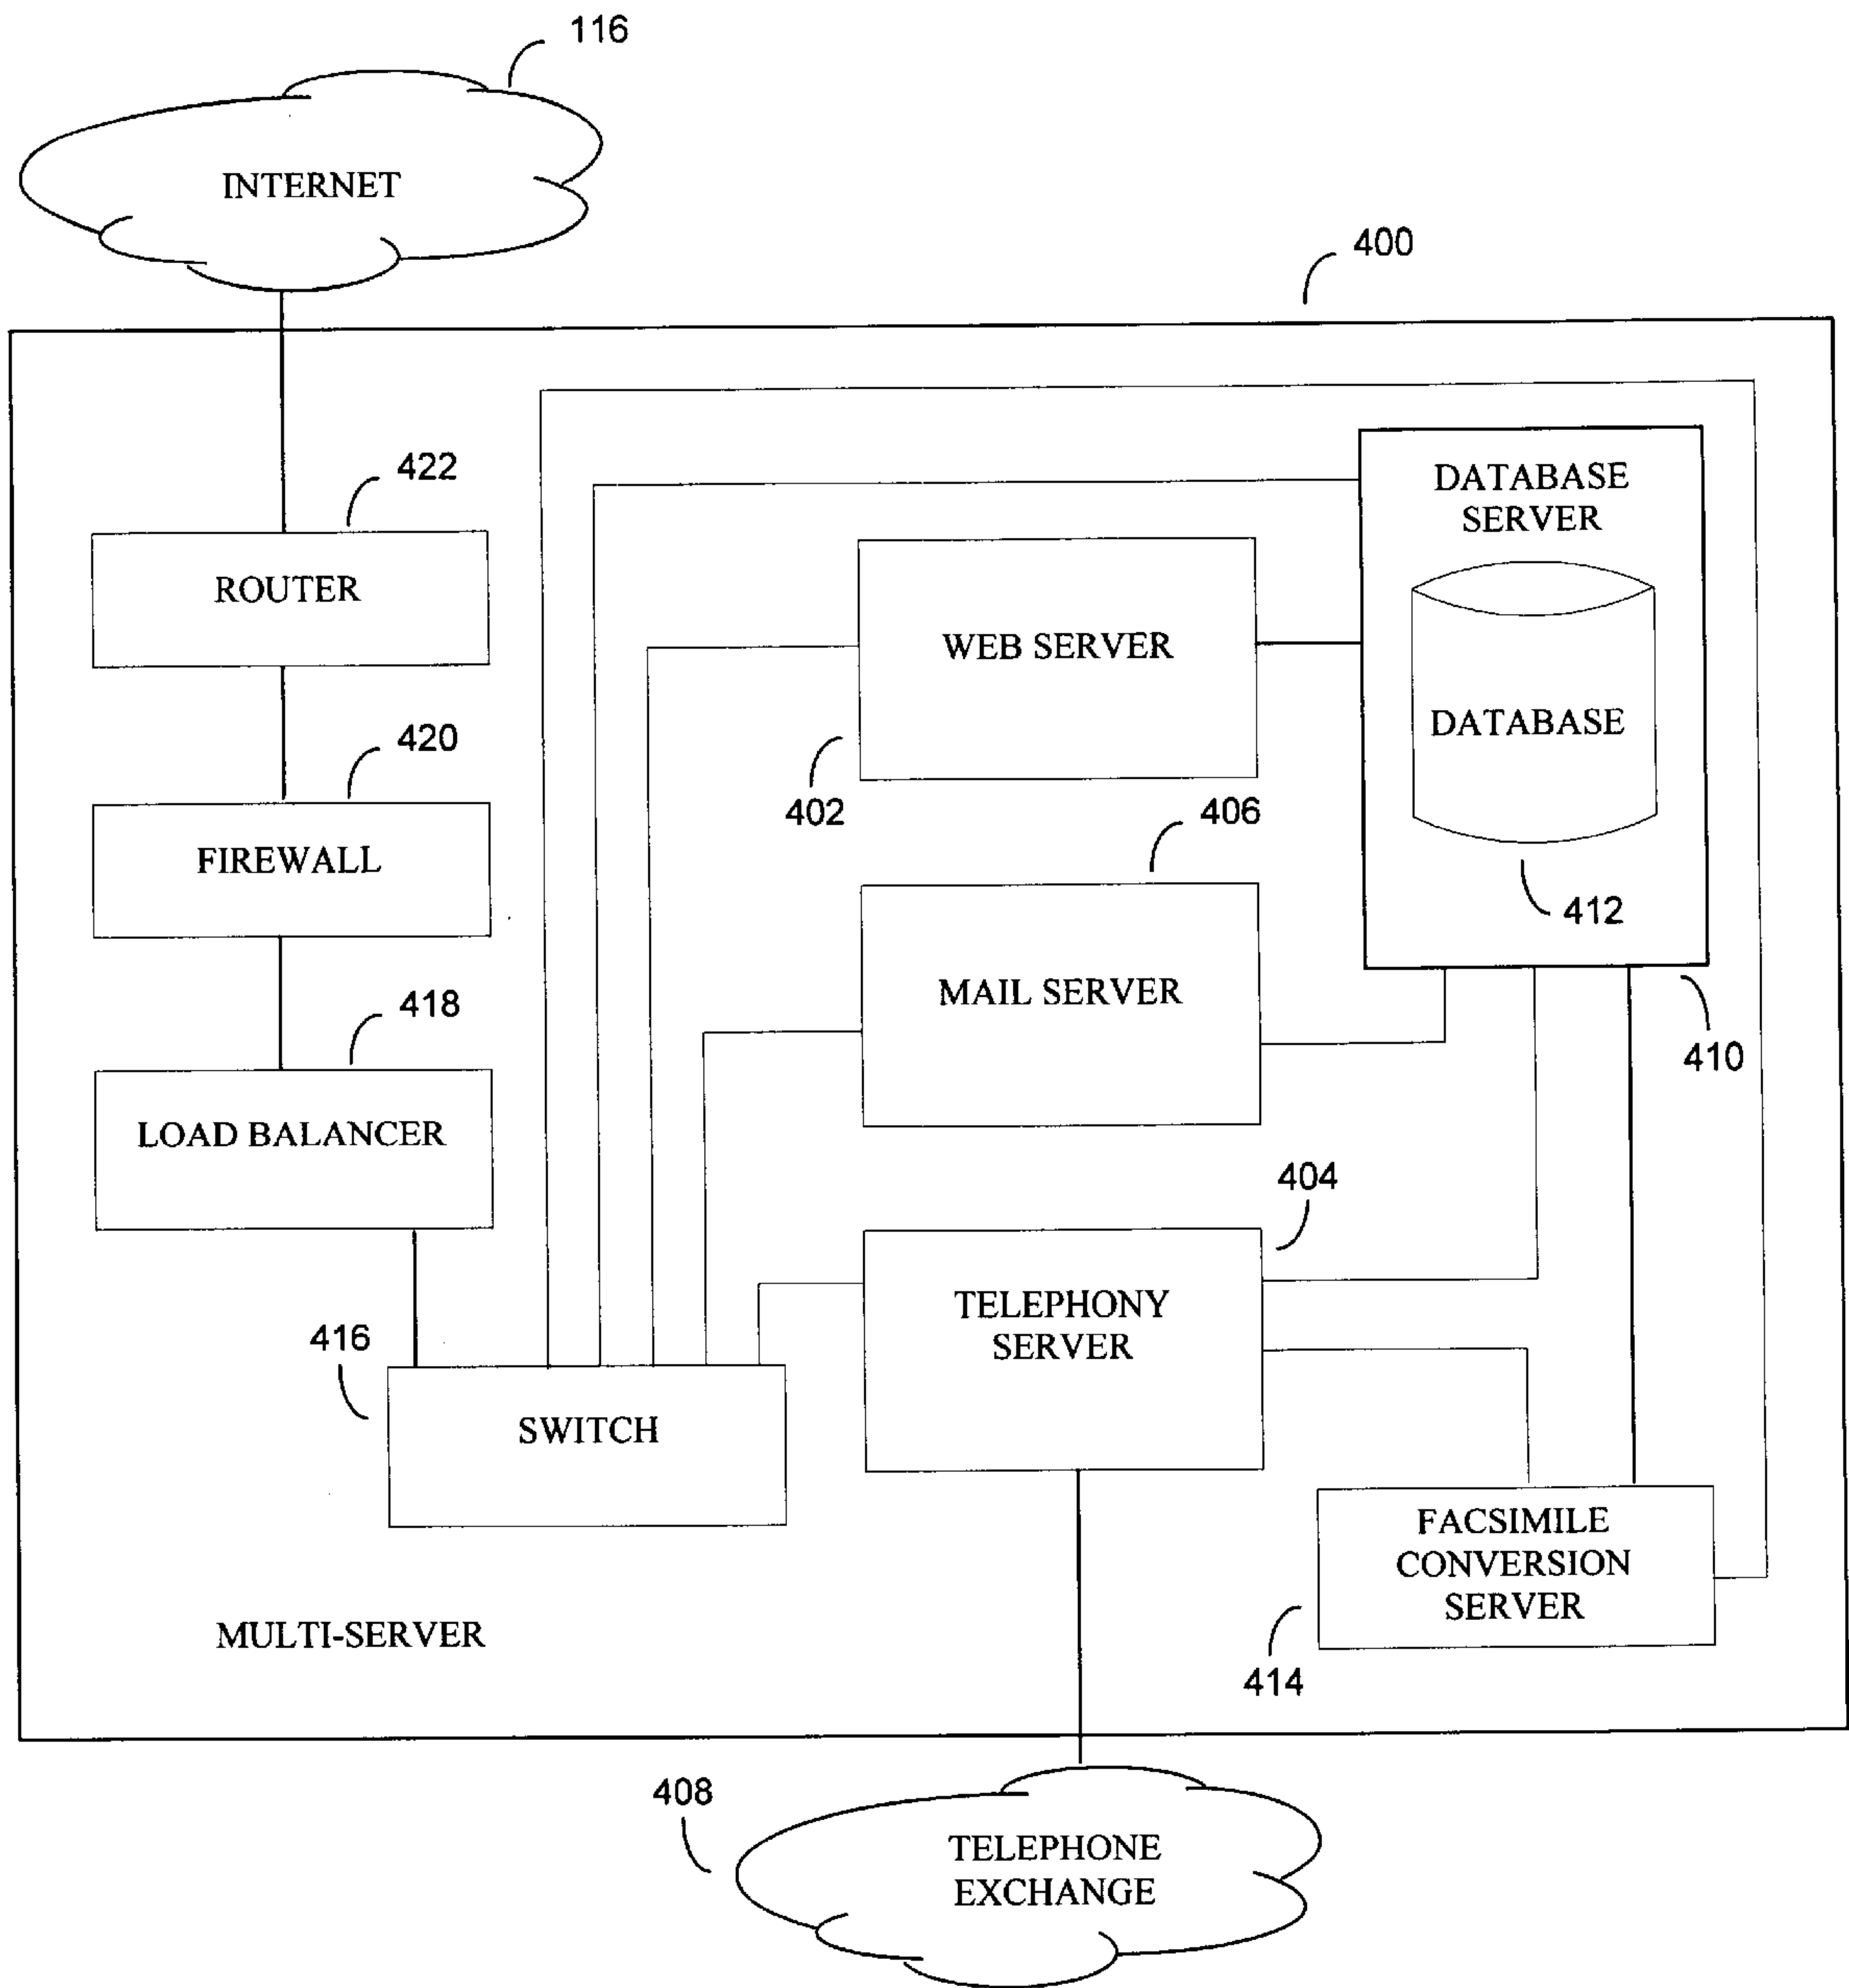 116
INTERNET
400
422
ROUTER
DATABASE
SERVER
WEB SERVER
DATABASE
420
402
406
FIREWALL
412
MAIL SERVER
418
410
LOAD BALANCER
404
TELEPHONY
SERVER
416
SWITCH
FACSIMILE
CONVERSION
SERVER
MULTI-SERVER
414
408
TELEPHONE
EXCHANGE